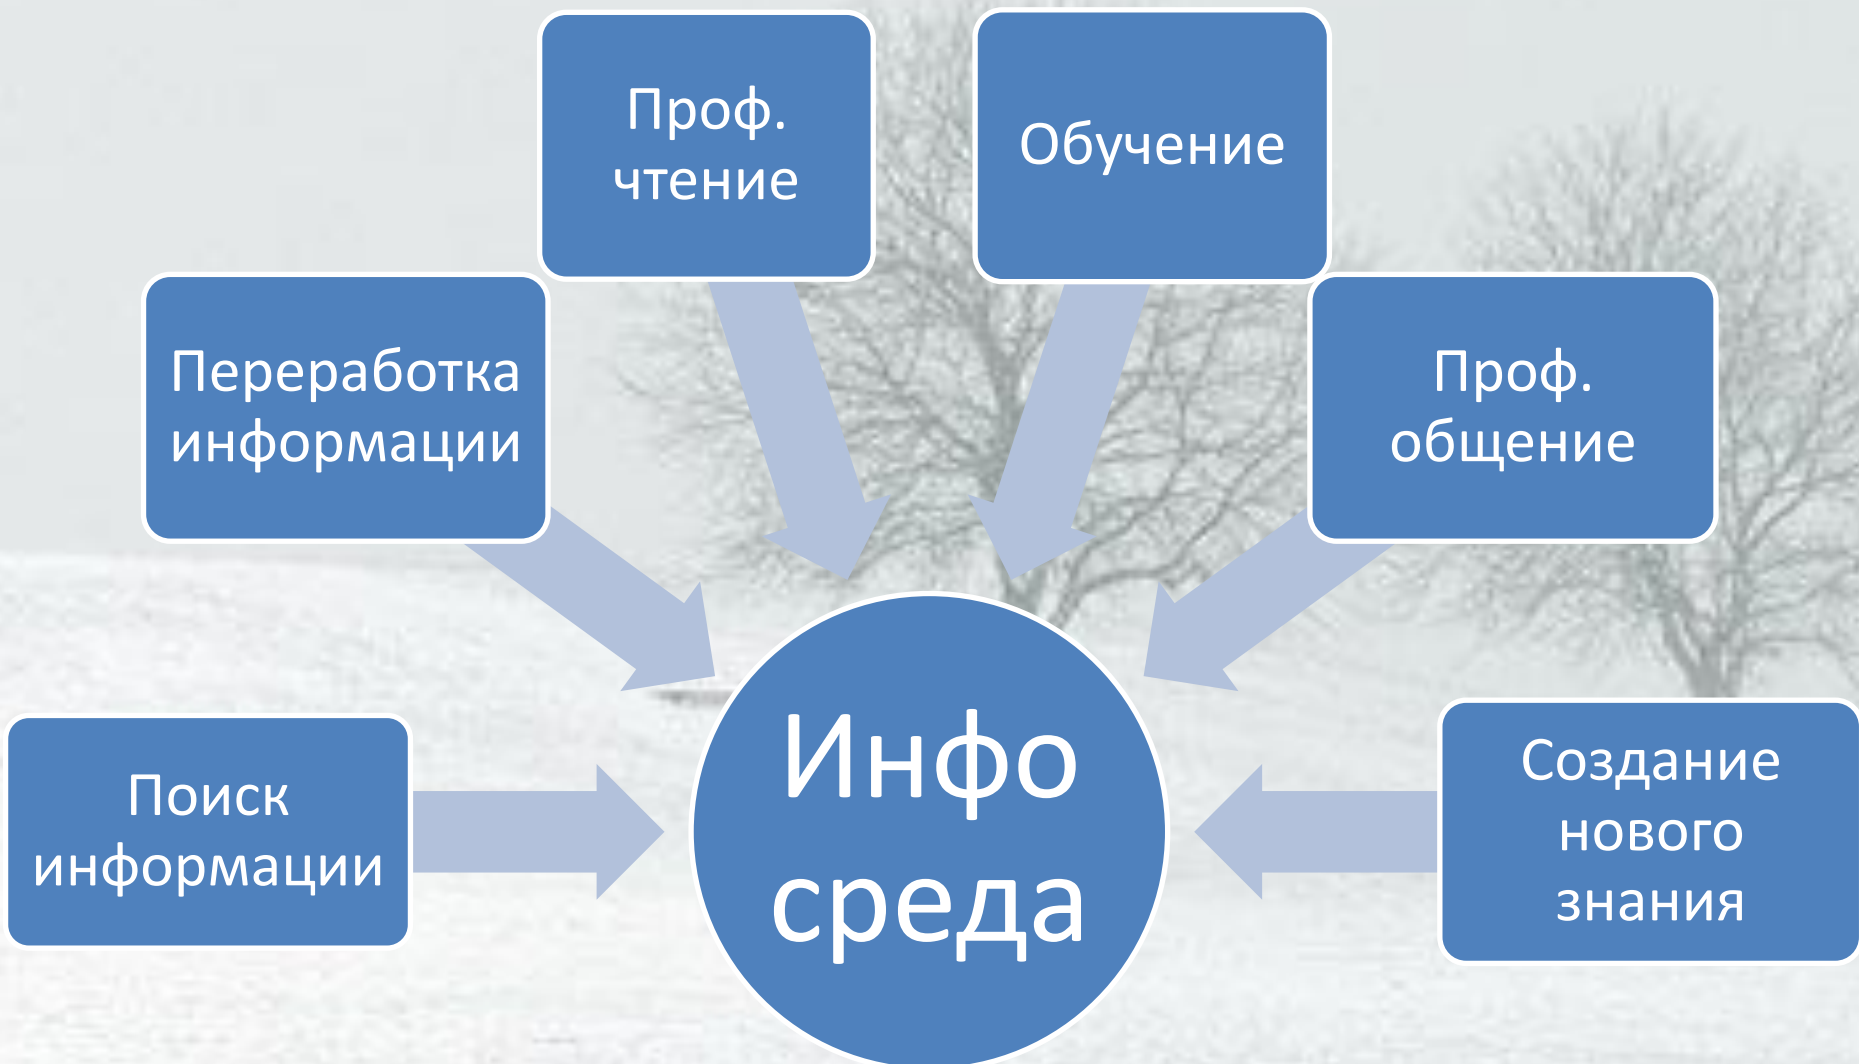 Проф.
чтение
Обучение
Переработка
информации
Проф.
общение
Поиск
информации
Инфо
среда
Создание
нового
знания